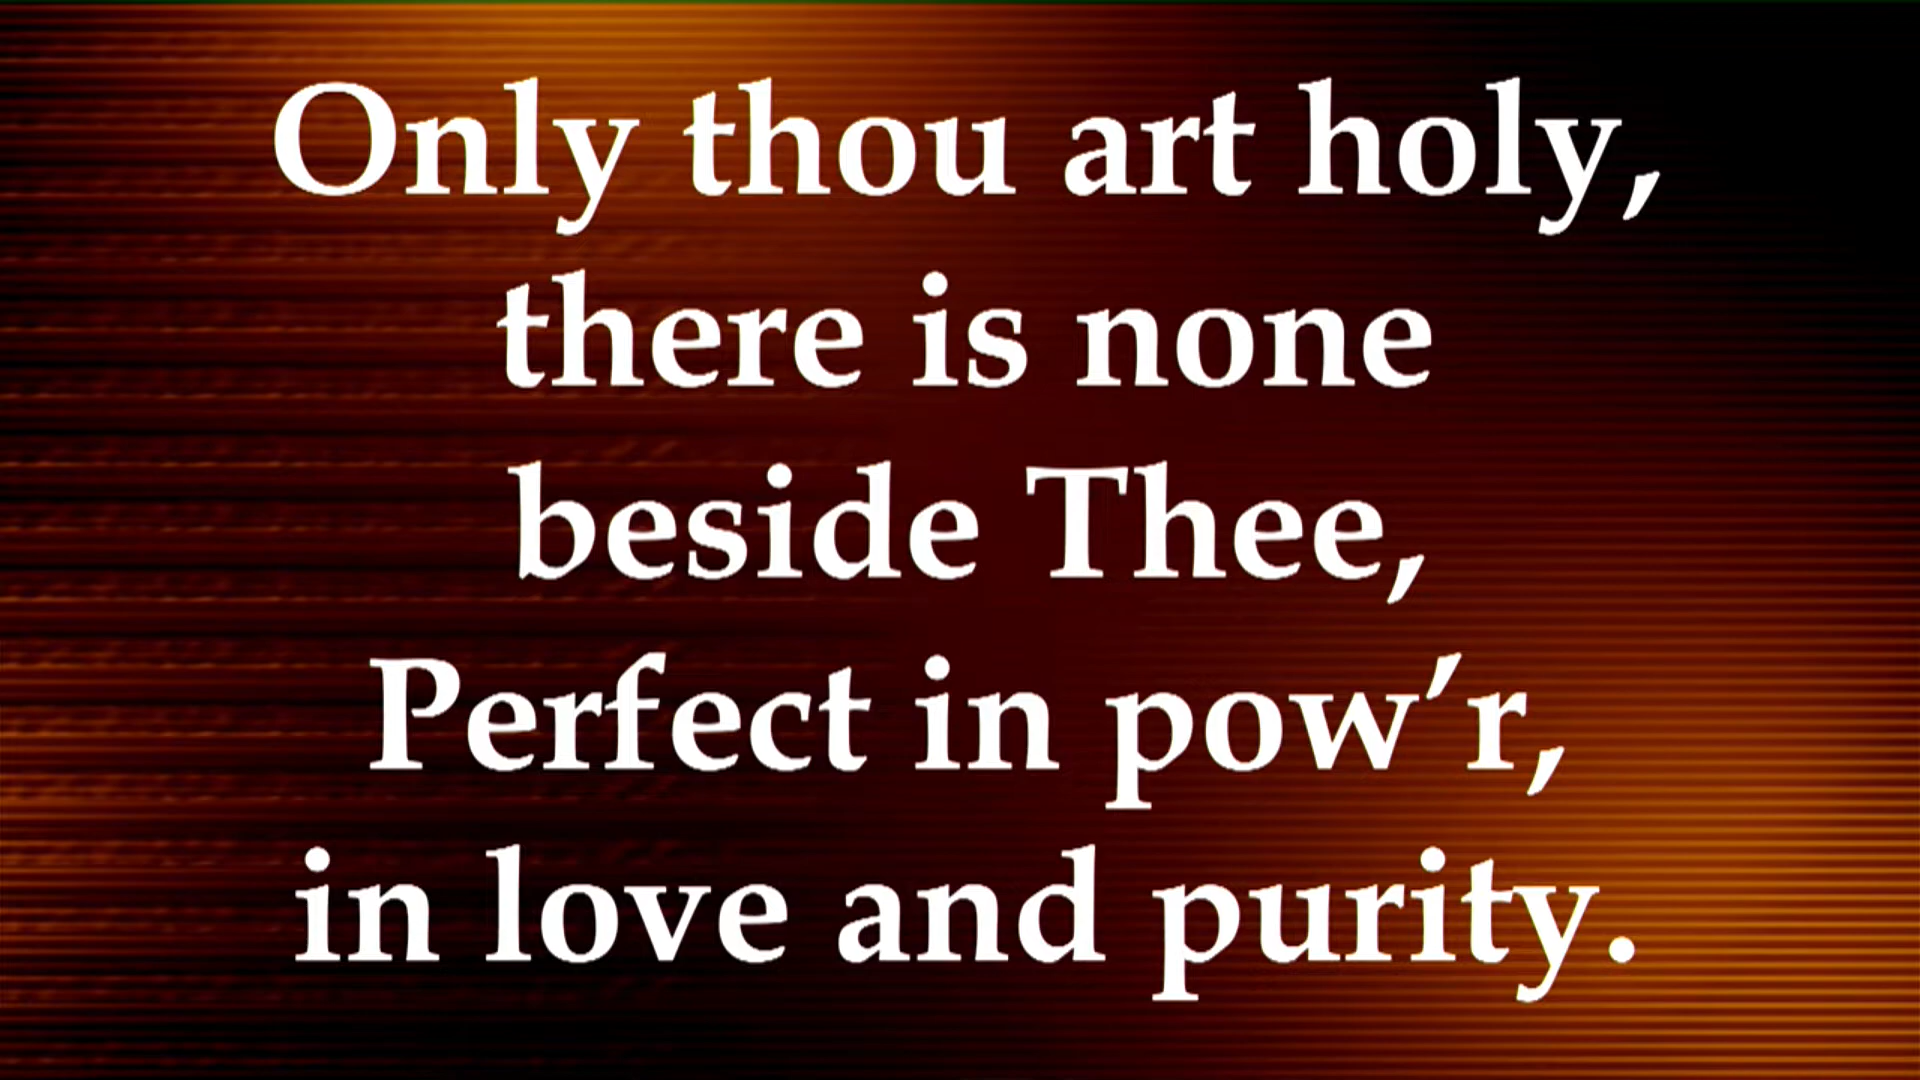 Only thou art holy,
there is none
beside Thee,
Perfect in pow’r,
in love and purity.